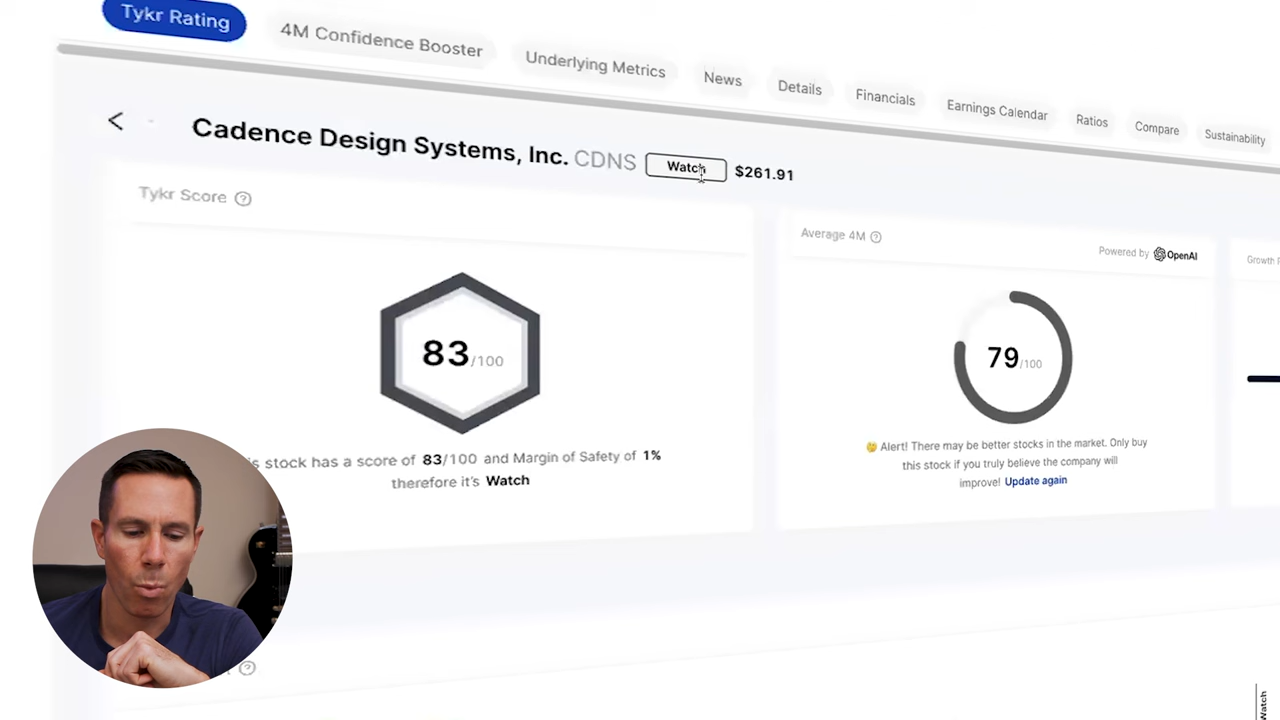 Tykr Rating
4M Confidence Booster
Underlying Metrics
News
Details
Financials
Earnings Calendar
Ratios
Compare
Sustainability
Cadence Design Systems, Inc. CDNS
Watch
$261.91
Tykr Score
83/100
stock has a score of 83/100 and Margin of Safety of 1%
therefore it's Watch
Average 4M
Powered by OpenAI
79/100
Alert! There may be better stocks in the market. Only buy
this stock if you truly believe the company will
improve! Update again
Growth
Watch